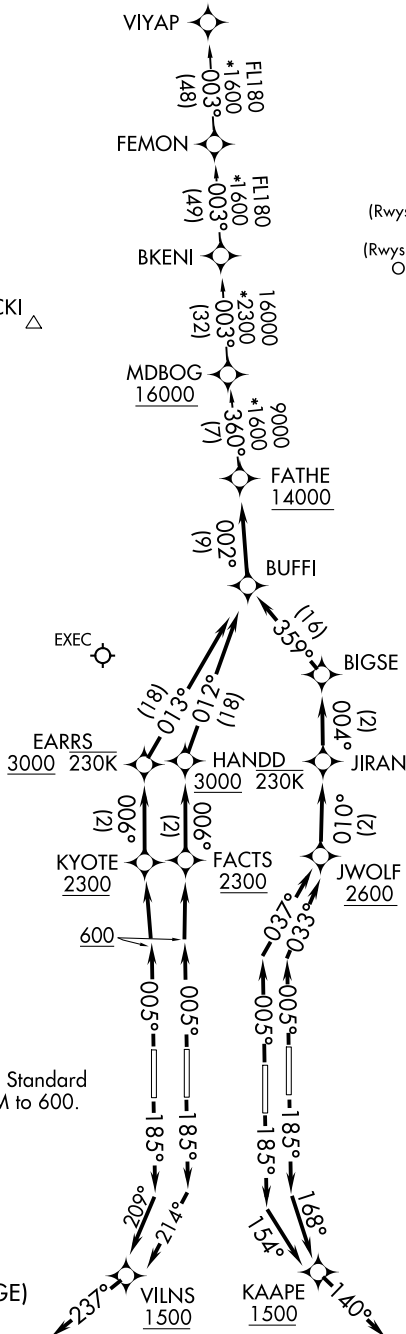 VIYAP
FL180
*1600
003°
(48)
FEMON
FL180
*1600
003°
(49)
(Rwys
BKENI
(Rwys
O
16000
*2300
003°
(32)
CKI
MDBOG
16000
9000
*1600
360°
(7)
FATHE
14000
002°
(9)
BUFFI
(16)
359°
EXEC
BIGSE
(18)
013°
012°
(18)
004°
(2)
EARRS
3000 230K
HANDD
3000 230K
JIRAN
006°
(2)
006°
(2)
010°
(2)
KYOTE
2300
FACTS
2300
JWOLF
2600
600
037°
033°
005°
005°
005°
005°
Standard
M to 600.
185°
185°
185°
185°
209°
214°
154°
168°
GE)
237°
VILNS
1500
KAAPE
1500
140°